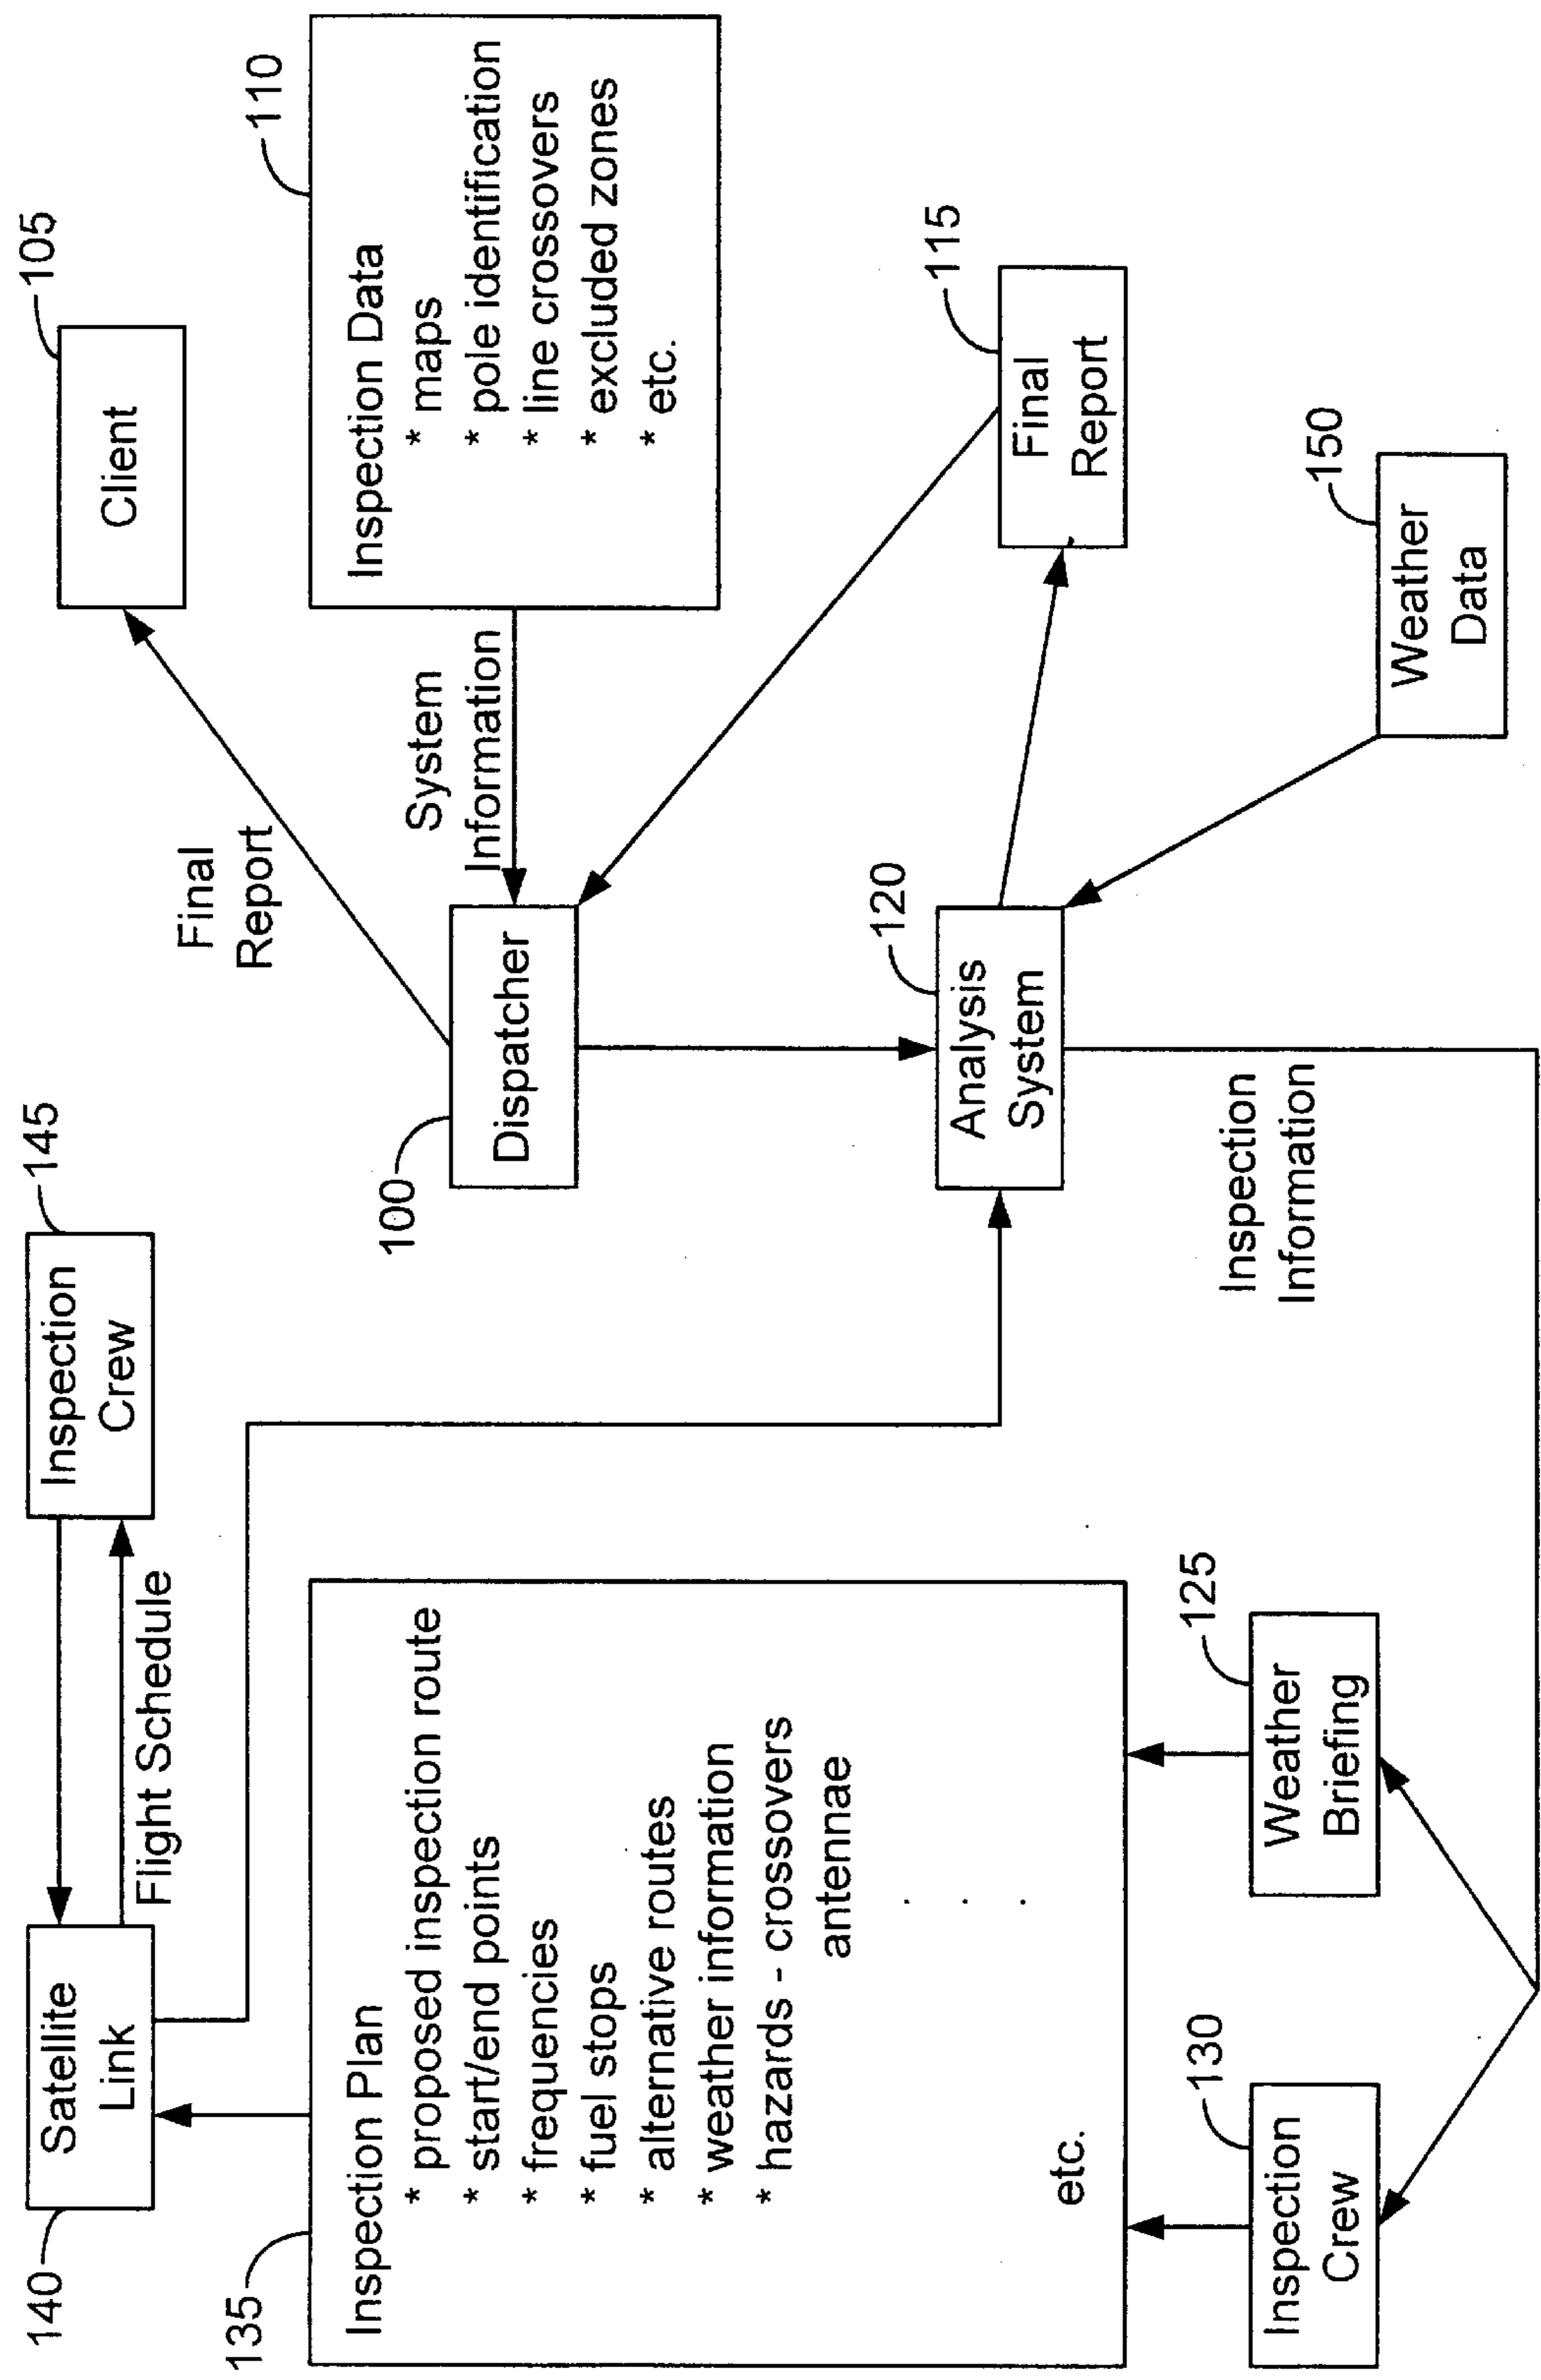 140
Satellite
Link
Flight Schedule
Inspection
Crew
145
Client
105
135
Inspection Plan
* proposed inspection route
* start/end points
* frequencies
* fuel stops
* alternative routes
* weather information
* hazards - crossovers
antennae
.
.
.
etc.
Final
Report
100
Dispatcher
System
Information
110
Inspection Data
* maps
* pole identification
* line crossovers
* excluded zones
* etc.
120
Analysis
System
115
Final
Report
130
Inspection
Crew
125
Weather
Briefing
Inspection
Information
150
Weather
Data